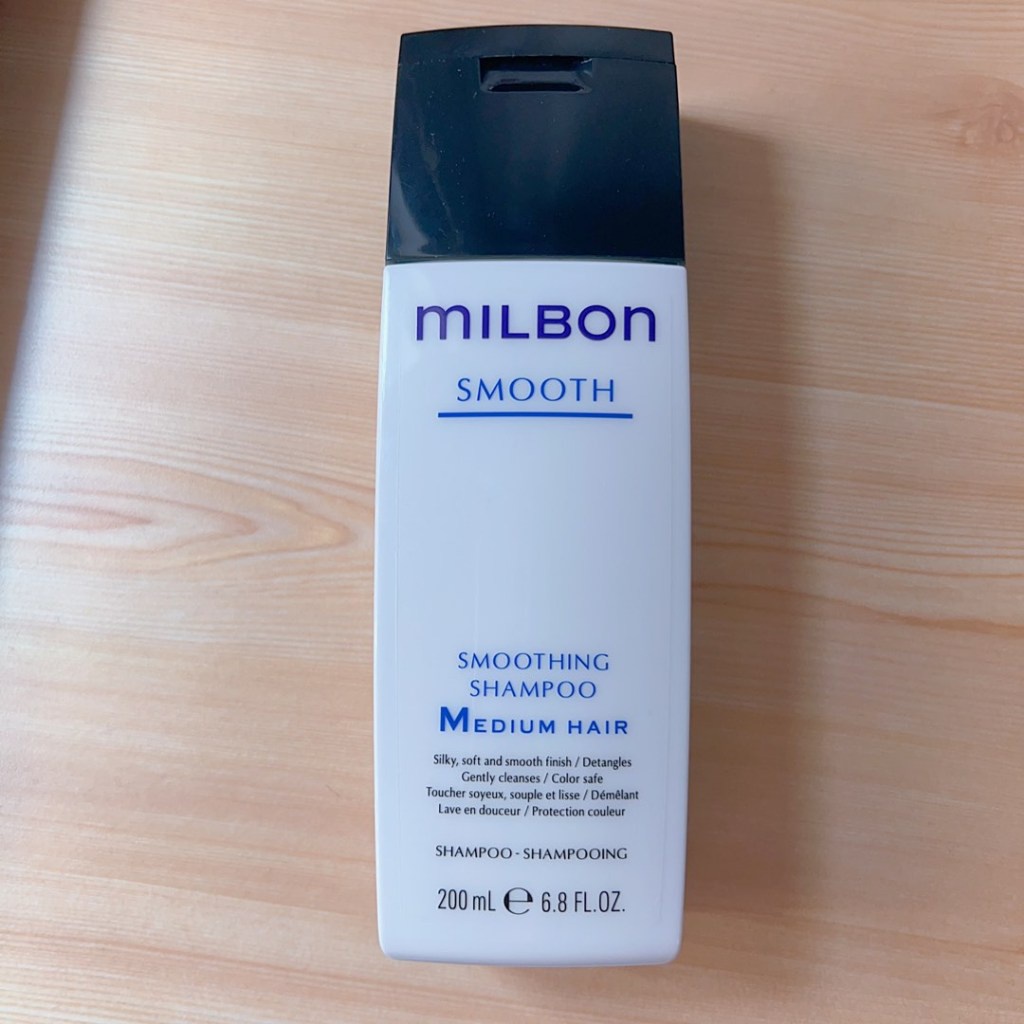 mILBon
SMOOTH
SMOOTHING
SHAMPOO
MEDIUM HAIR
Silky, soft and smooth finish / Detangles
Gently cleanses / Color safe
Toucher soyeux, souple et lisse / Démêlant
Lave en douceur / Protection couleur
SHAMPOO - SHAMPOOING
200 mL ℮ 6.8 FL.OZ.